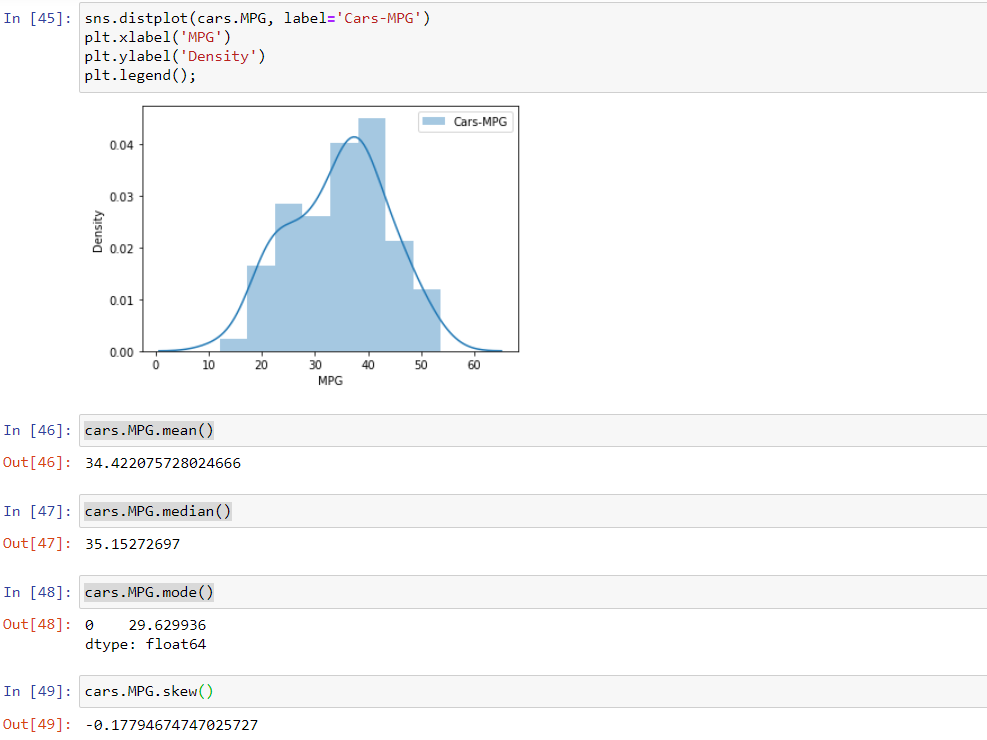 In [45]: sns.distplot(cars.MPG, label='Cars-MPG')
plt.xlabel('MPG')
plt.ylabel('Density')
plt.legend();
Cars-MPG
0.04
0.03
0.02
0.01
0.00
Density
0 10 20 30 40 50 60
MPG
In [46]: cars.MPG.mean()
Out[46]: 34.422075728024666
In [47]: cars.MPG.median()
Out[47]: 35.15272697
In [48]: cars.MPG.mode()
Out[48]: 0 29.629936
dtype: float64
In [49]: cars.MPG.skew()
Out[49]: -0.17794674747025727